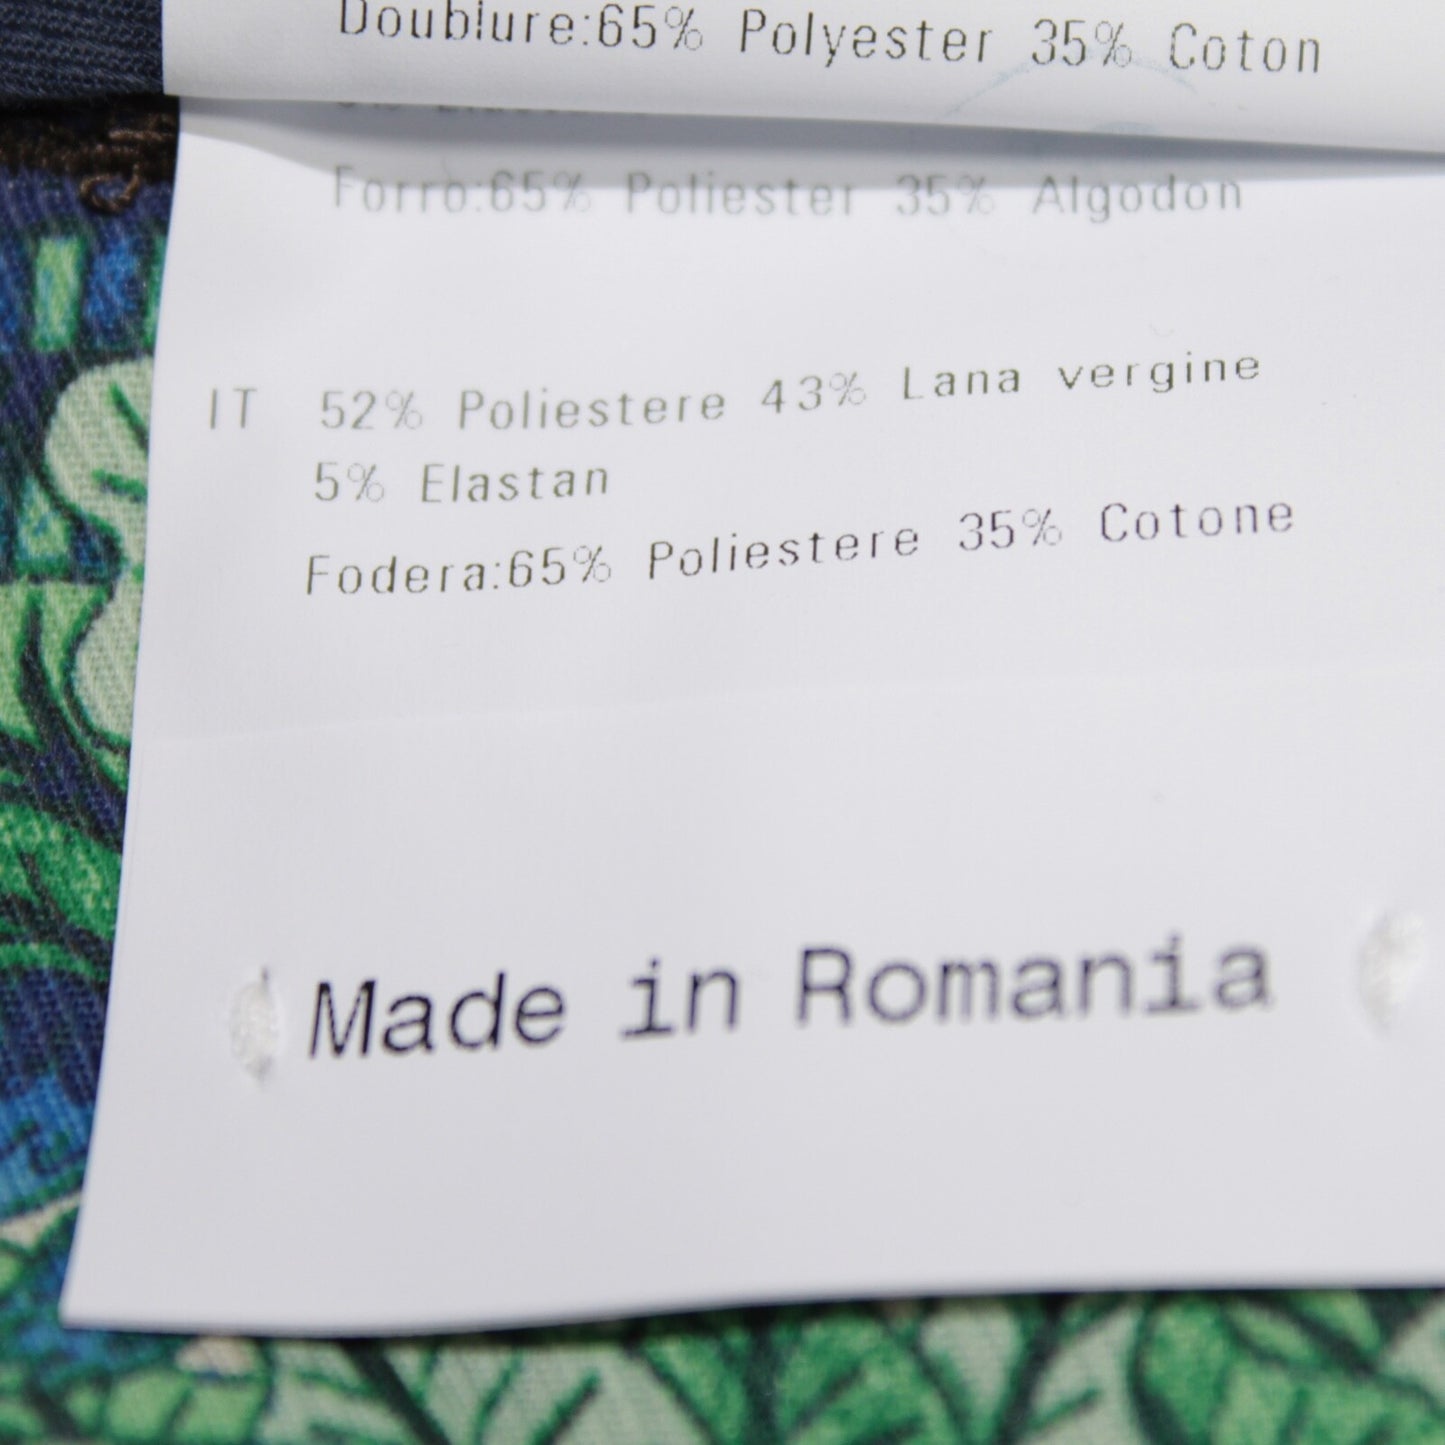 Doublure:65% Polyester 35% Coton
Forro:65% Poliester 35% Algodon
IT 52% Poliestere 43% Lana vergine
5% Elastan
Fodera:65% Poliestere 35% Cotone
Made in Romania